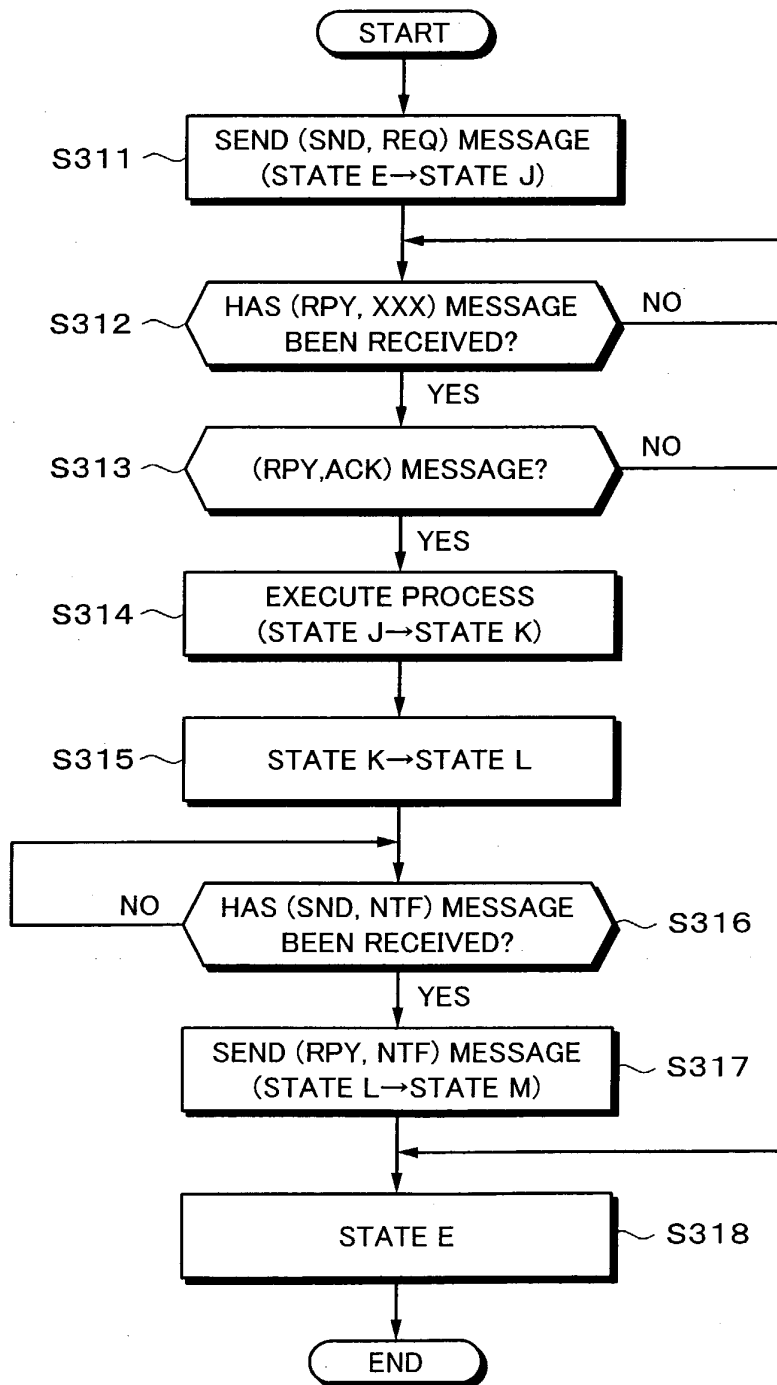 START
S311
SEND (SND, REQ) MESSAGE
(STATE E→STATE J)
S312
HAS (RPY, XXX) MESSAGE
BEEN RECEIVED?
NO
YES
S313
(RPY,ACK) MESSAGE?
NO
YES
S314
EXECUTE PROCESS
(STATE J→STATE K)
S315
STATE K→STATE L
NO
HAS (SND, NTF) MESSAGE
BEEN RECEIVED?
S316
YES
SEND (RPY, NTF) MESSAGE
(STATE L→STATE M)
S317
STATE E
S318
END